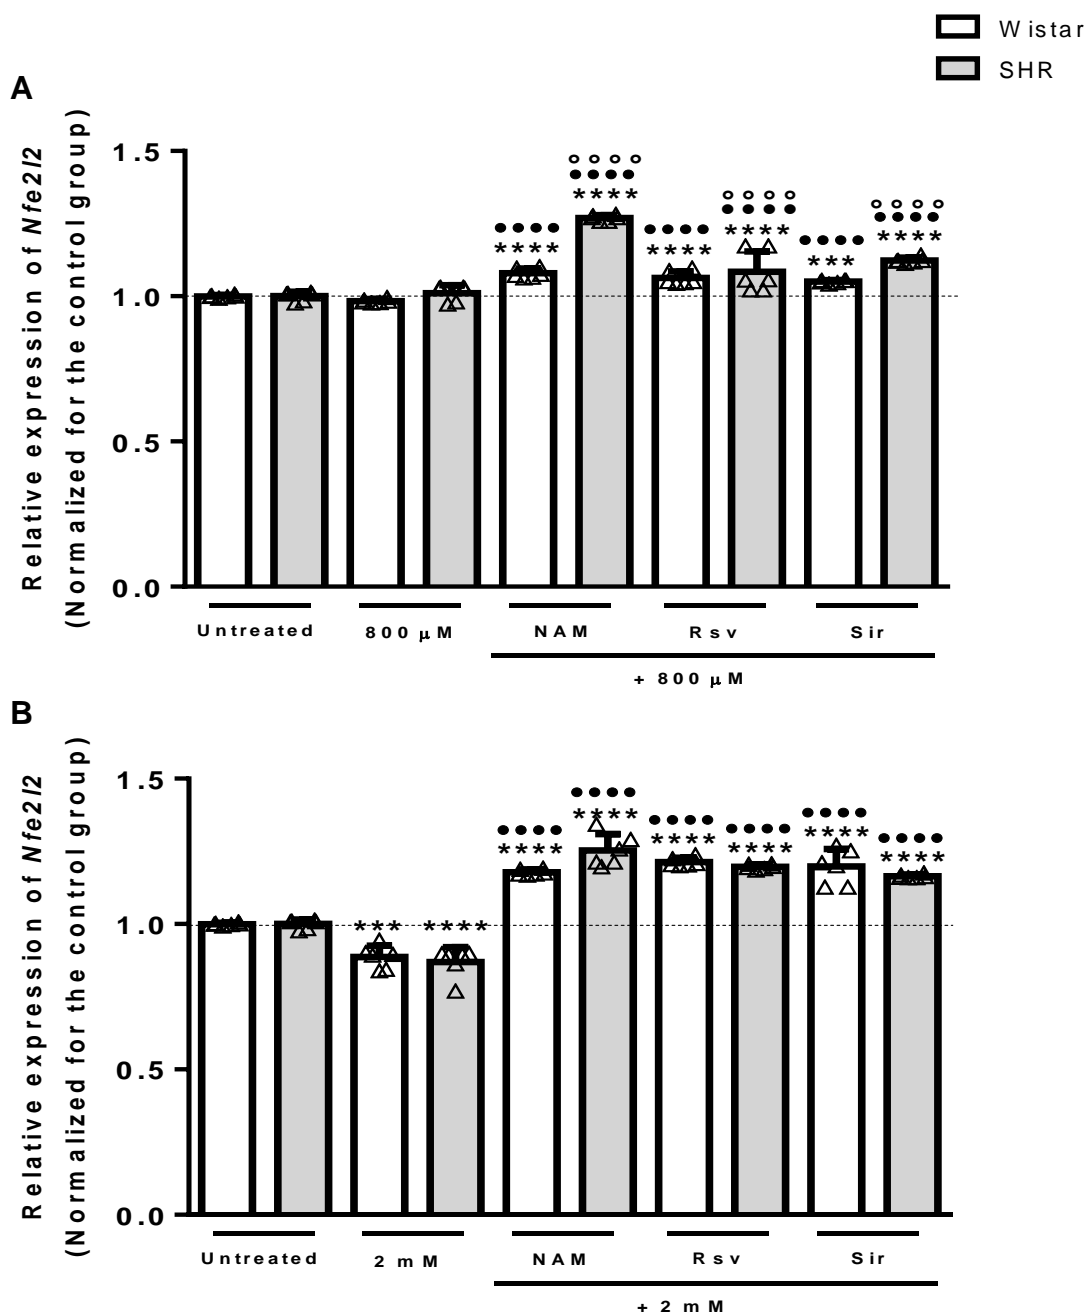 Wistar
SHR
A
Relative expression of Nfe2l2
(Normalized for the control group)
1.5
1.0
0.5
0.0
°°°° °°°° °°°°
•••• •••• •••• •••• •••• ••••
**** **** **** **** *** ****
Untreated 800 µM NAM Rsv Sir
+ 800 µM
B
Relative expression of Nfe2l2
(Normalized for the control group)
1.5
1.0
0.5
0.0
•••• •••• •••• •••• •••• ••••
*** **** **** **** **** **** **** ****
Untreated 2 mM NAM Rsv Sir
+ 2 mM